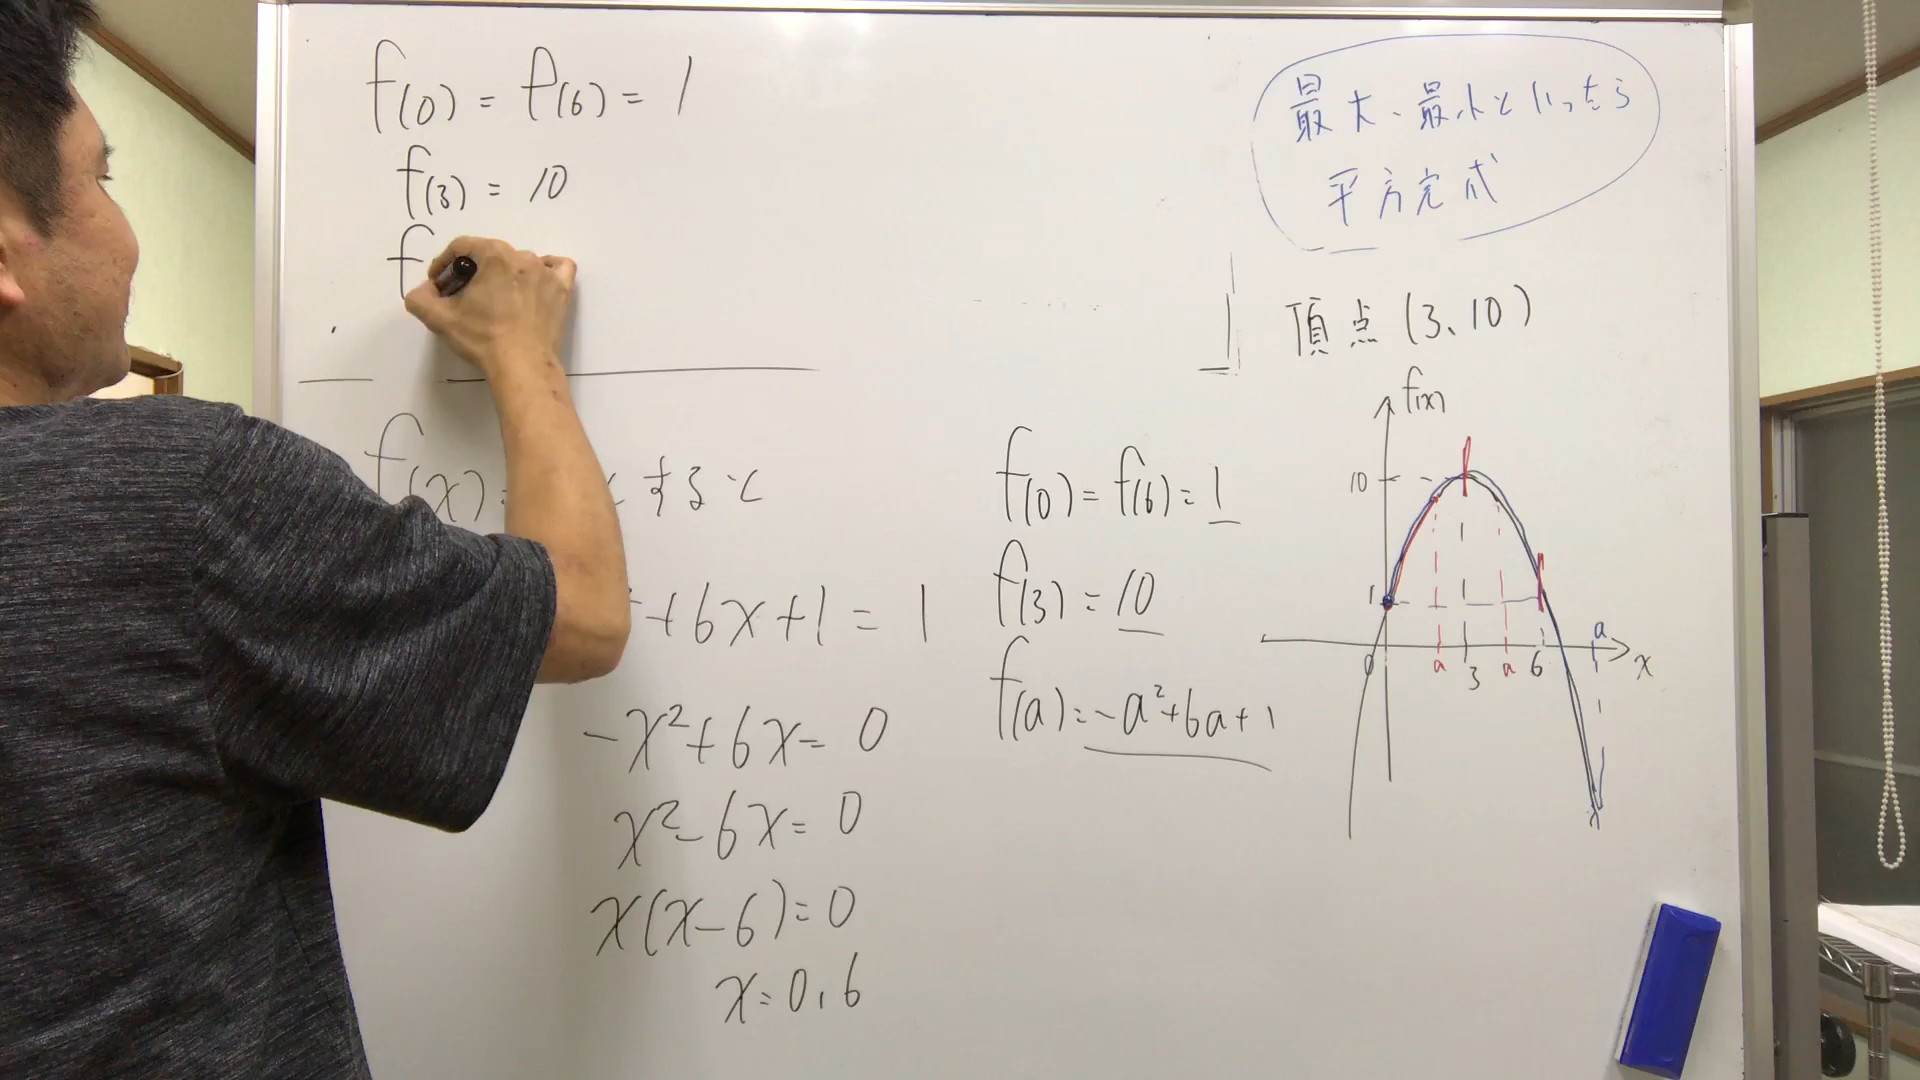 f(0) = f(6) = 1
f(3) = 10
f
f(x) = とすると
+6x+1 = 1
-x²+6x = 0
x²-6x = 0
x(x-6) = 0
x = 0, 6
f(0) = f(6) = 1
f(3) = 10
f(a) = -a²+6a+1
最大、最小といったら
平方完成
頂点 (3、10)
f(x)
10
1
0
a
3
a
6
a
x